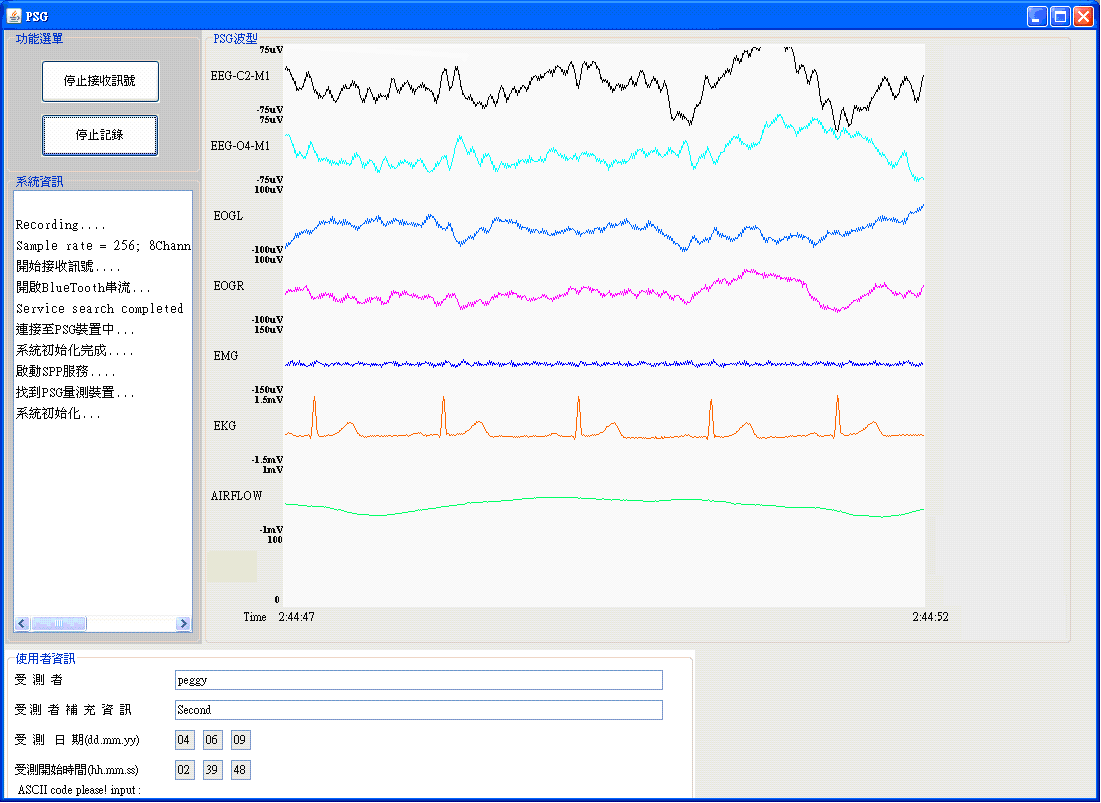 PSG
功能選單
停止接收訊號
停止記錄
系統資訊
Recording....
Sample rate = 256; 8Chann
開始接收訊號....
開啟BlueTooth串流...
Service search completed
連接至PSG裝置中...
系統初始化完成....
啟動SPP服務....
找到PSG量測裝置...
系統初始化...
PSG波型
75uV
EEG-C2-M1
-75uV
75uV
EEG-O4-M1
-75uV
100uV
EOGL
-100uV
100uV
EOGR
-100uV
150uV
EMG
-150uV
1.5mV
EKG
-1.5mV
1mV
AIRFLOW
-1mV
100
0
Time 2:44:47 2:44:52
使用者資訊
受 測 者 peggy
受 測 者 補 充 資 訊 Second
受 測 日 期(dd.mm.yy) 04 06 09
受測開始時間(hh.mm.ss) 02 39 48
ASCII code please! input :